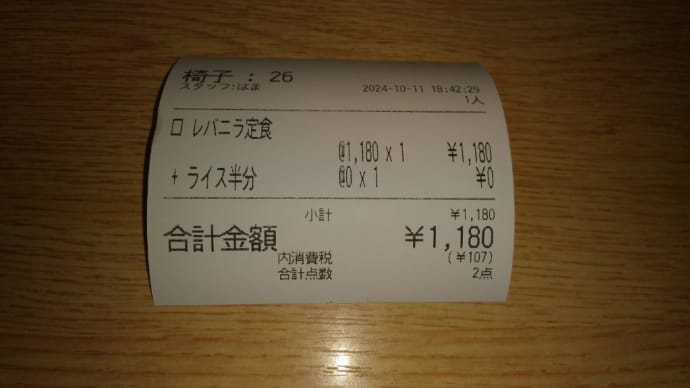 椅子 : 26
スタッフ:はま 2024-10-11 18:42:29
1人
□ レバニラ定食
@1,180 x 1 ¥1,180
+ ライス半分 @0 x 1 ¥0
小計 ¥1,180
合計金額 ¥1,180
内消費税 (¥107)
合計点数 2点